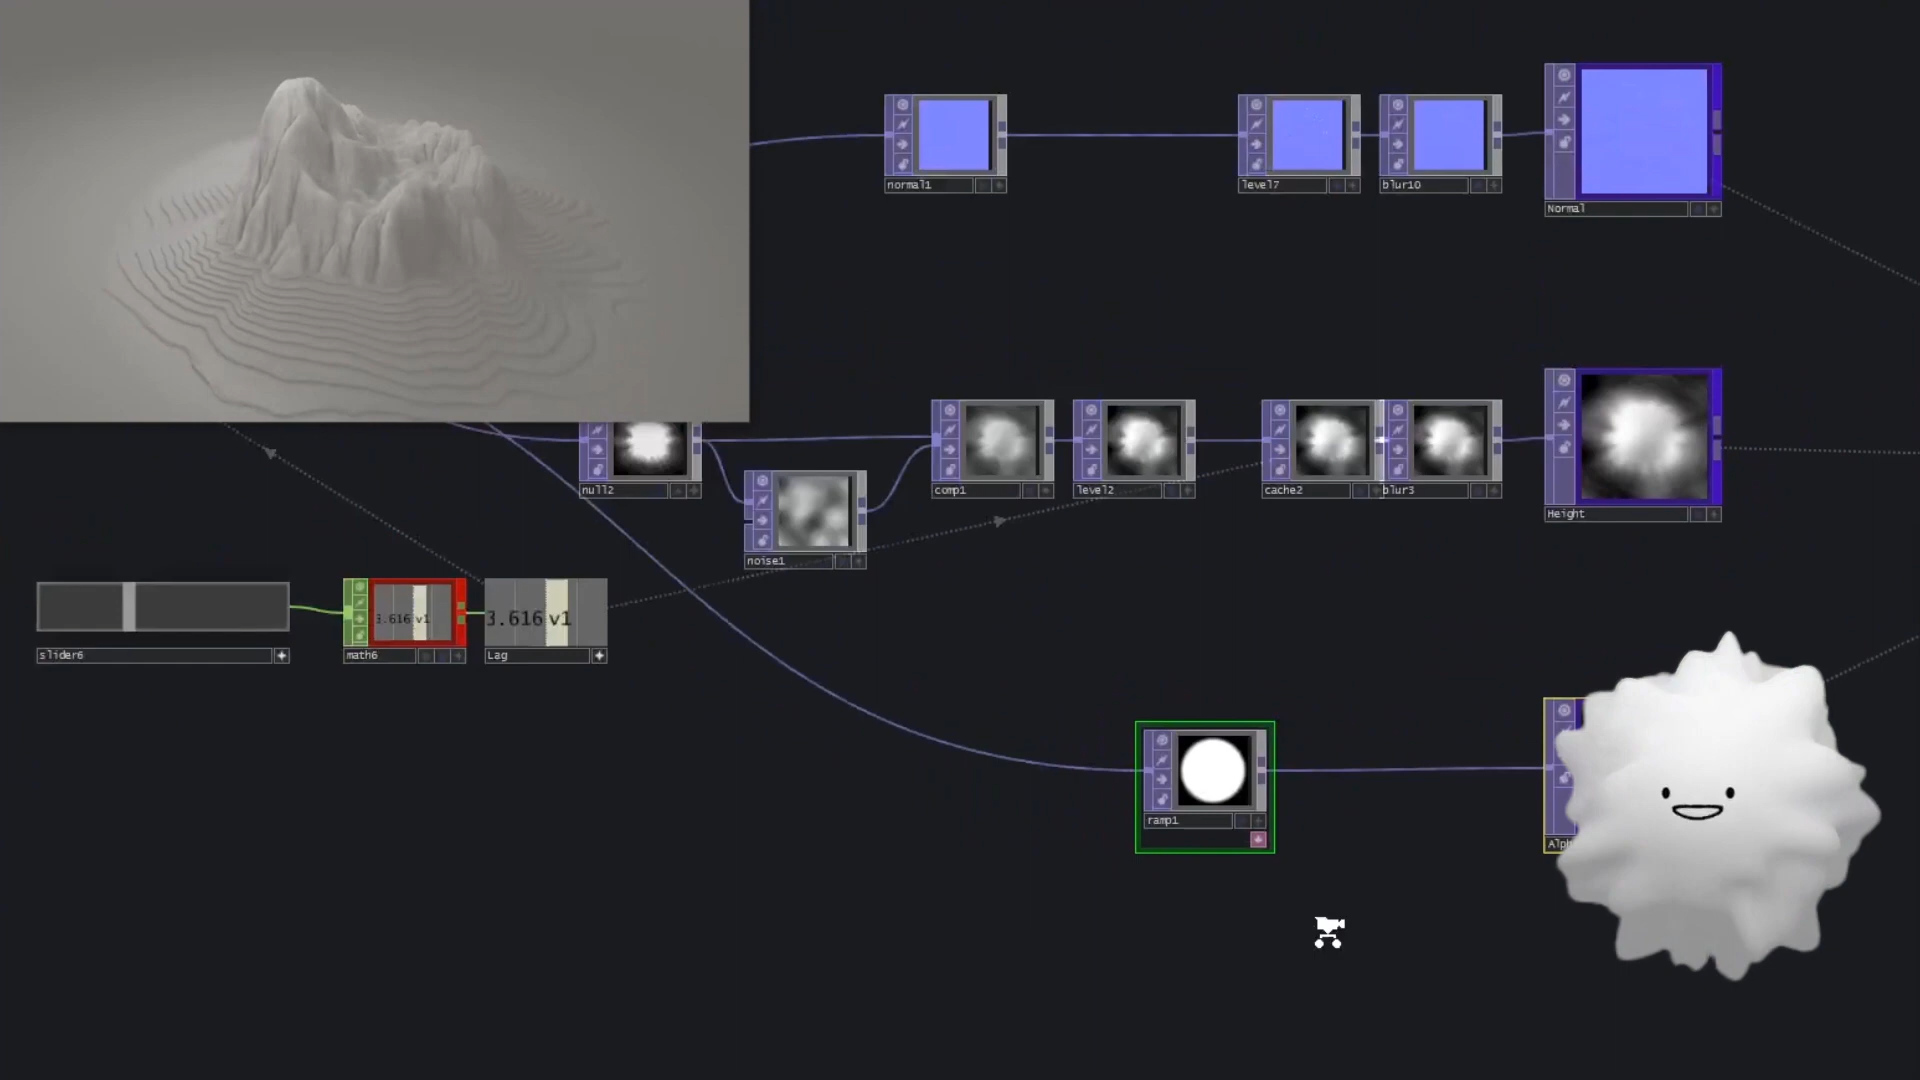 normal1
level7
blur10
Normal
null2
comp1
level2
cache2
blur3
Height
noise1
3.616 v1
3.616 v1
slider6
math6
Lag
ramp1